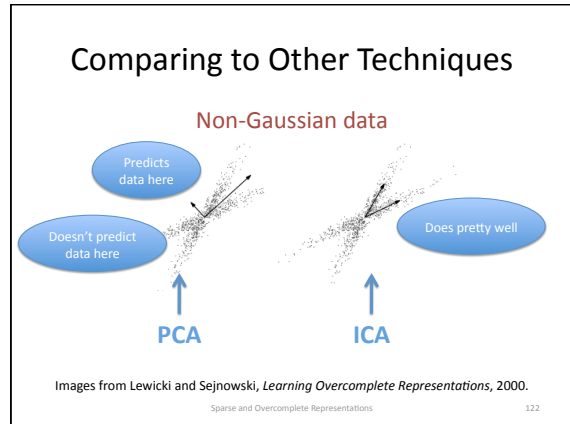 Comparing to Other Techniques
Non-Gaussian data
Predicts
data here
Doesn't predict
data here
Does pretty well
PCA
ICA
Images from Lewicki and Sejnowski, Learning Overcomplete Representations, 2000.
Sparse and Overcomplete Representations
122